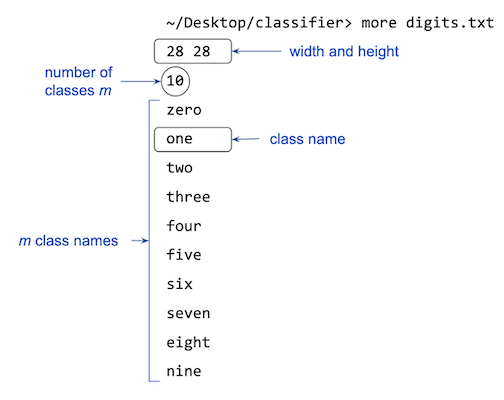 ~/Desktop/classifier> more digits.txt
28 28
width and height
number of
classes m
10
zero
one
class name
two
three
four
m class names
five
six
seven
eight
nine